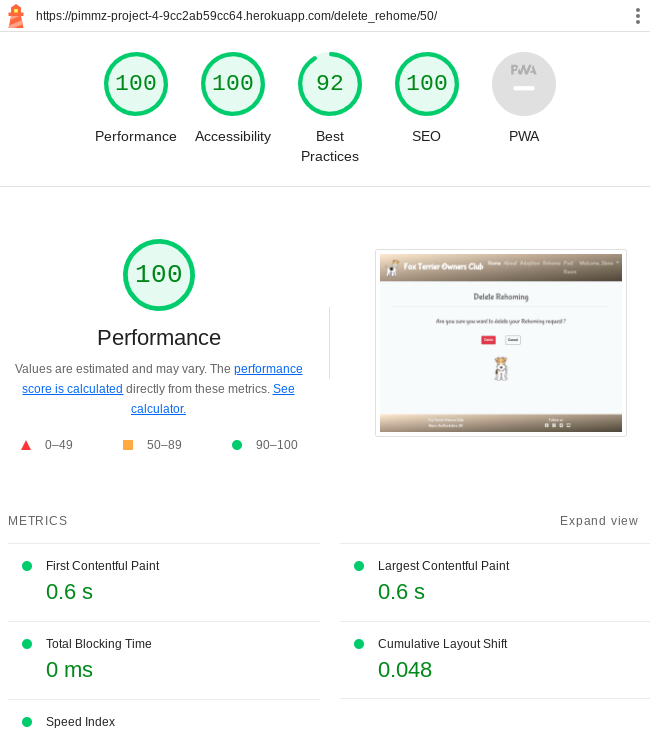 https://pimmz-project-4-9cc2ab59cc64.herokuapp.com/delete_rehome/50/
100 100 92 100 PWA
Performance Accessibility Best Practices SEO PWA
100
Performance
Values are estimated and may vary. The performance
score is calculated directly from these metrics. See
calculator.
0–49 50–89 90–100
Fox Terrier Owners Club Home About Adoption Rehome
Delete Rehoming
Are you sure you want to delete your Rehoming request?
Delete Cancel
METRICS Expand view
First Contentful Paint Largest Contentful Paint
0.6 s 0.6 s
Total Blocking Time Cumulative Layout Shift
0 ms 0.048
Speed Index